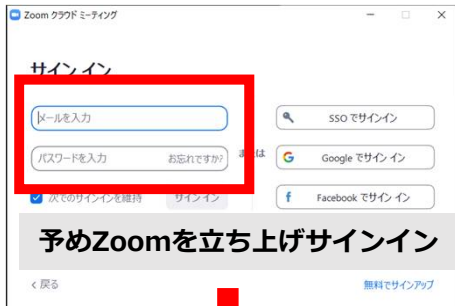 Zoom クラウド ミーティング
サイン イン
メールを入力
パスワードを入力 お忘れですか?
または
次でのサインインを維持 サイン イン
SSO でサインイン
Google でサイン イン
Facebook でサイン イン
予めZoomを立ち上げサインイン
< 戻る
無料でサインアップ